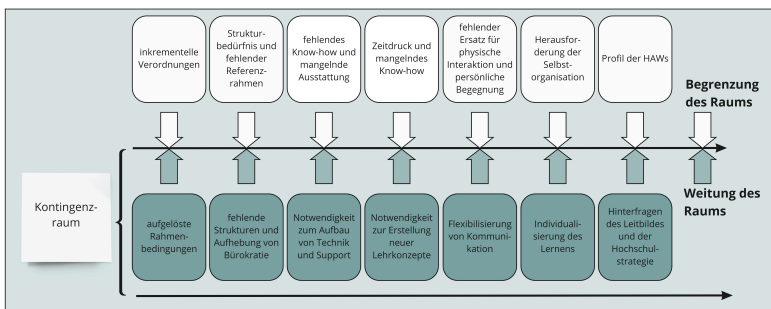 inkrementelle
Verordnungen
Struktur-
bedürfnis und
fehlender
Referenz-
rahmen
fehlendes
Know-how und
mangelnde
Ausstattung
Zeitdruck und
mangelndes
Know-how
fehlender
Ersatz für
physische
Interaktion und
persönliche
Begegnung
Herausfor-
derung der
Selbst-
organisation
Profil der HAWs
Begrenzung
des Raums
Kontingenz-
raum
Weitung des
Raums
aufgelöste
Rahmen-
bedingungen
fehlende
Strukturen und
Aufhebung von
Bürokratie
Notwendigkeit
zum Aufbau
von Technik
und Support
Notwendigkeit
zur Erstellung
neuer
Lehrkonzepte
Flexibilisierung
von Kommuni-
kation
Individuali-
sierung des
Lernens
Hinterfragen
des Leitbildes
und der
Hochschul-
strategie